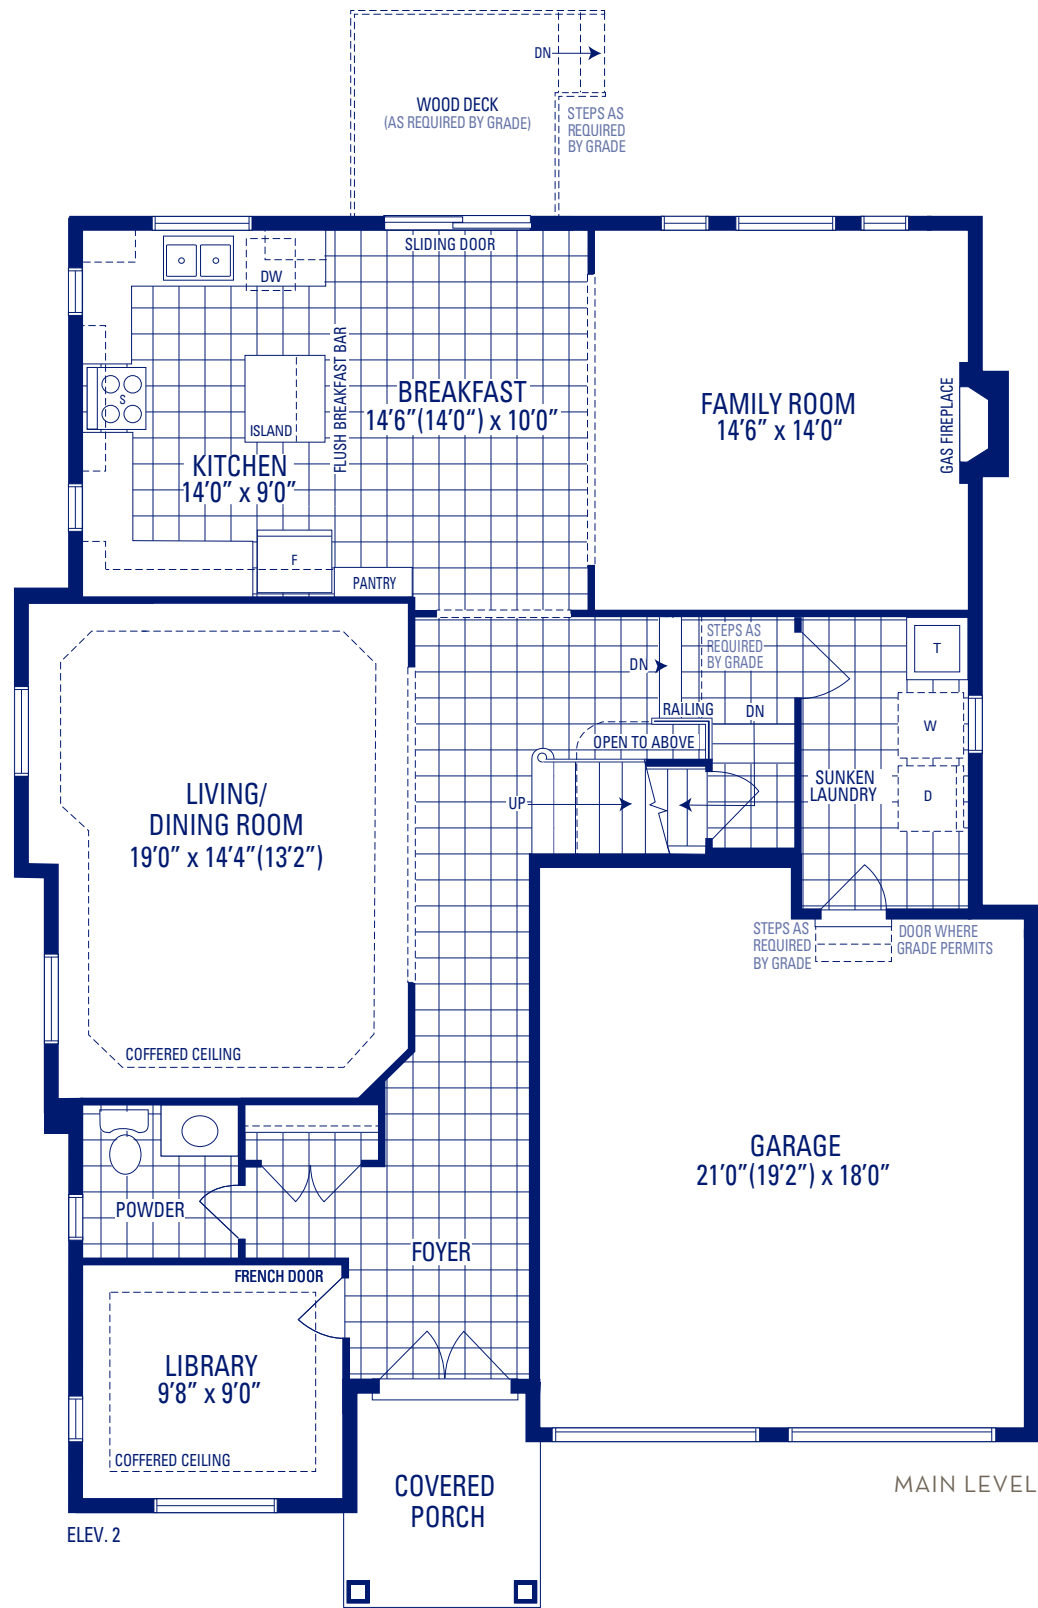 DN
WOOD DECK
(AS REQUIRED BY GRADE)
STEPS AS
REQUIRED
BY GRADE
SLIDING DOOR
DW
FLUSH BREAKFAST BAR
BREAKFAST
14'6"(14'0“) x 10'0"
FAMILY ROOM
14'6" x 14'0“
GAS FIREPLACE
S
ISLAND
KITCHEN
14'0" x 9'0"
F
PANTRY
STEPS AS
REQUIRED
BY GRADE
DN
T
RAILING
DN
OPEN TO ABOVE
W
SUNKEN
LAUNDRY
D
UP
LIVING/
DINING ROOM
19'0" x 14'4"(13'2")
STEPS AS
REQUIRED
BY GRADE
DOOR WHERE
GRADE PERMITS
COFFERED CEILING
GARAGE
21'0"(19'2") x 18'0"
POWDER
FOYER
FRENCH DOOR
LIBRARY
9'8" x 9'0"
COFFERED CEILING
COVERED
PORCH
MAIN LEVEL
ELEV. 2